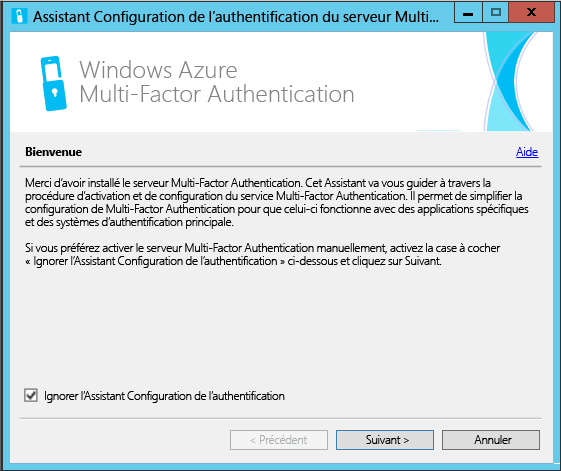 Assistant Configuration de l'authentification du serveur Multi...
Windows Azure
Multi-Factor Authentication
Bienvenue
Aide
Merci d'avoir installé le serveur Multi-Factor Authentication. Cet Assistant va vous guider à travers la
procédure d'activation et de configuration du service Multi-Factor Authentication. Il permet de simplifier la
configuration de Multi-Factor Authentication pour que celui-ci fonctionne avec des applications spécifiques
et des systèmes d'authentification principale.
Si vous préférez activer le serveur Multi-Factor Authentication manuellement, activez la case à cocher
« Ignorer l'Assistant Configuration de l'authentification » ci-dessous et cliquez sur Suivant.
Ignorer l'Assistant Configuration de l'authentification
< Précédent
Suivant >
Annuler